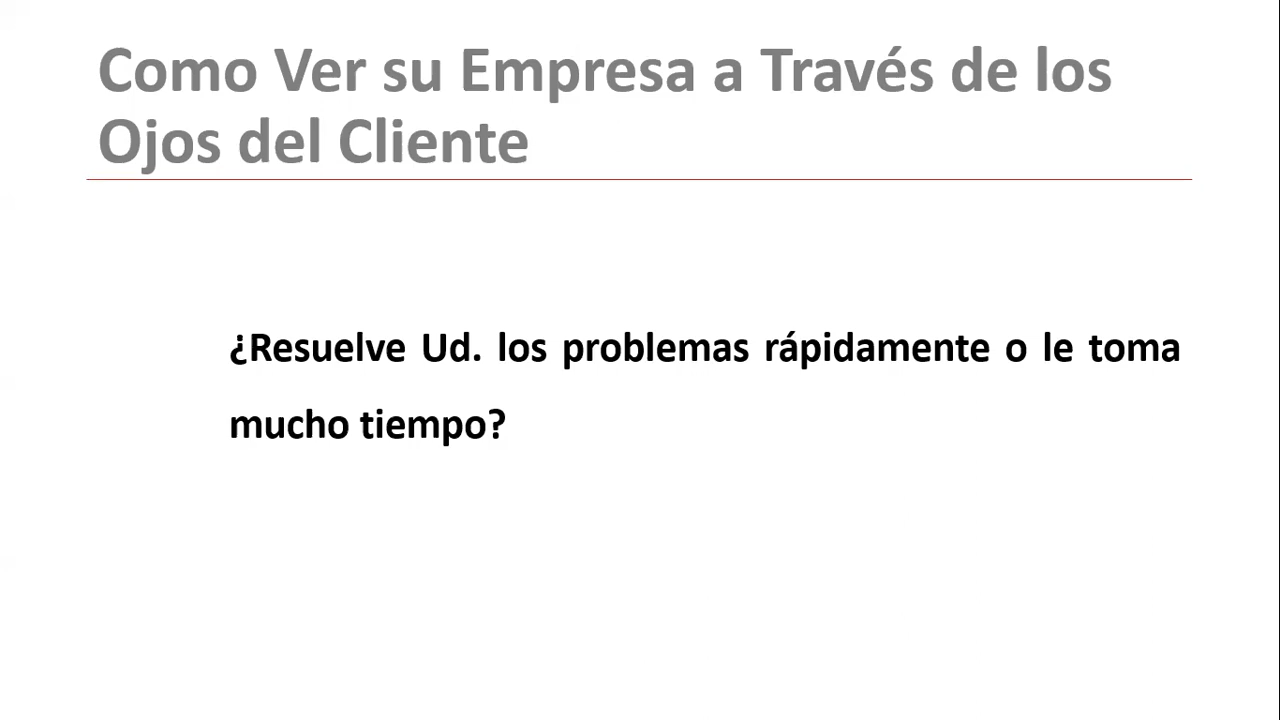 Como Ver su Empresa a Través de los
Ojos del Cliente
¿Resuelve Ud. los problemas rápidamente o le toma
mucho tiempo?